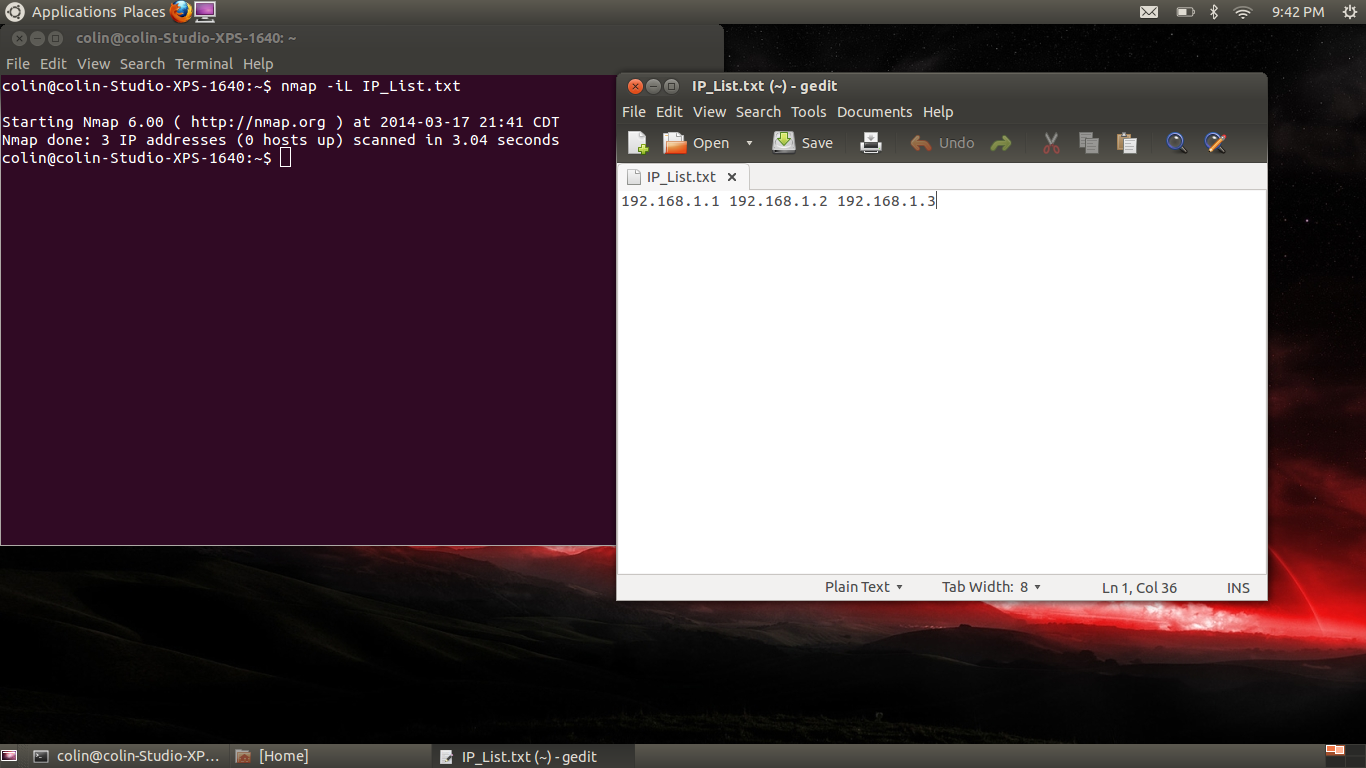 Applications Places
9:42 PM
colin@colin-Studio-XPS-1640: ~
File Edit View Search Terminal Help
colin@colin-Studio-XPS-1640:~$ nmap -iL IP_List.txt
Starting Nmap 6.00 ( http://nmap.org ) at 2014-03-17 21:41 CDT
Nmap done: 3 IP addresses (0 hosts up) scanned in 3.04 seconds
colin@colin-Studio-XPS-1640:~$
IP_List.txt (~) - gedit
File Edit View Search Tools Documents Help
Open Save Undo
IP_List.txt
192.168.1.1 192.168.1.2 192.168.1.3
Plain Text Tab Width: 8 Ln 1, Col 36 INS
colin@colin-Studio-XP... [Home] IP_List.txt (~) - gedit